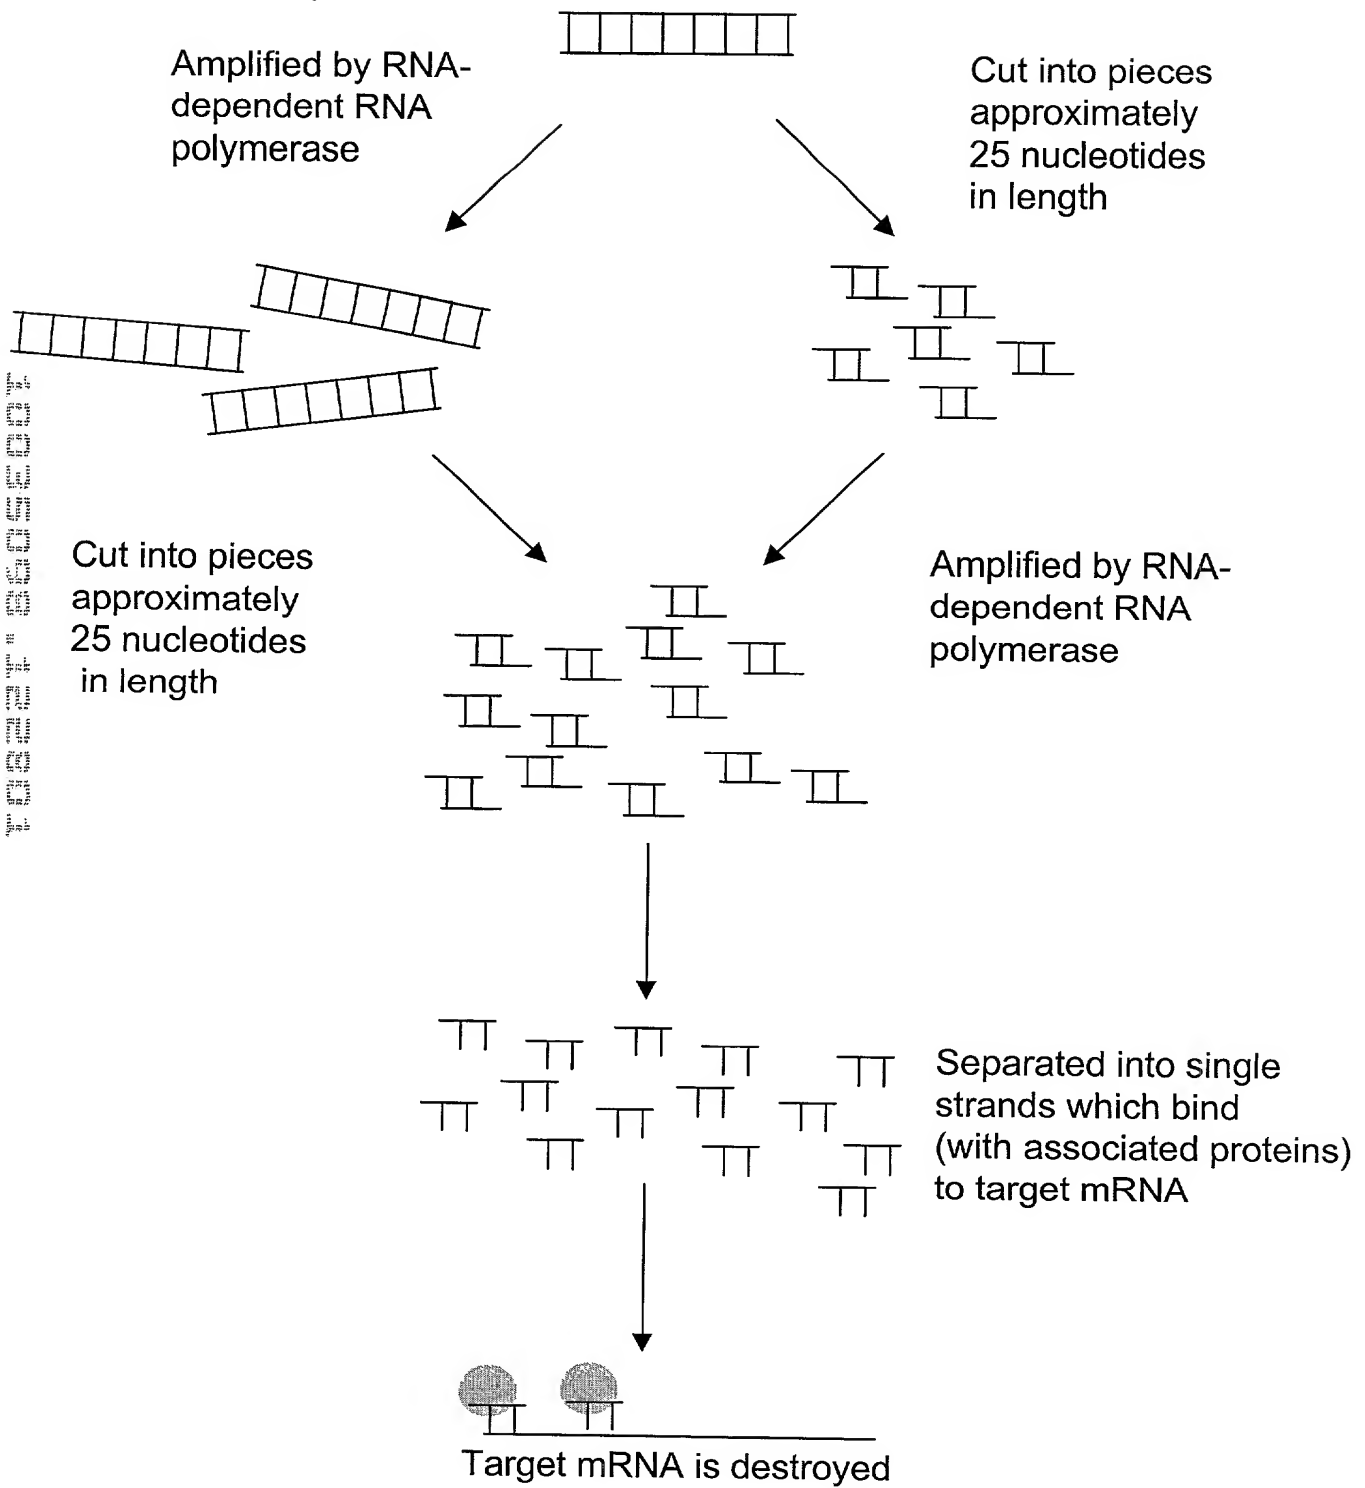 Amplified by RNA-
dependent RNA
polymerase
Cut into pieces
approximately
25 nucleotides
in length
Cut into pieces
approximately
25 nucleotides
in length
Amplified by RNA-
dependent RNA
polymerase
Separated into single
strands which bind
(with associated proteins)
to target mRNA
Target mRNA is destroyed